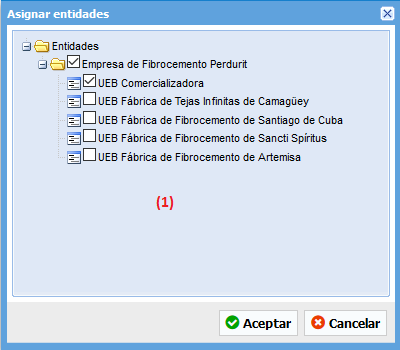 Asignar entidades
Entidades
Empresa de Fibrocemento Perdurit
UEB Comercializadora
UEB Fábrica de Tejas Infinitas de Camagüey
UEB Fábrica de Fibrocemento de Santiago de Cuba
UEB Fábrica de Fibrocemento de Sancti Spíritus
UEB Fábrica de Fibrocemento de Artemisa
(1)
Aceptar Cancelar